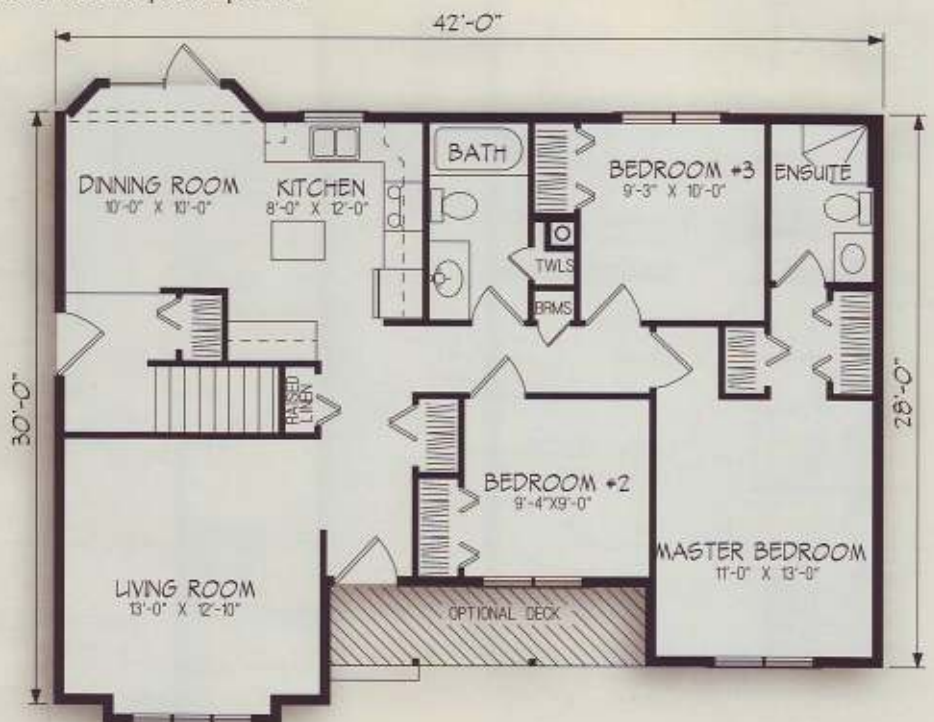 42'-0"
DINNING ROOM
10'-0" X 10'-0"
KITCHEN
8'-0" X 12'-0"
BATH
BEDROOM #3
9'-3" X 10'-0"
ENSUITE
TWLS
BRMS
RAISED
LINEN
30'-0"
28'-0"
BEDROOM #2
9'-4"X9'-0"
MASTER BEDROOM
11'-0" X 13'-0"
LIVING ROOM
13'-0" X 12'-10"
OPTIONAL DECK